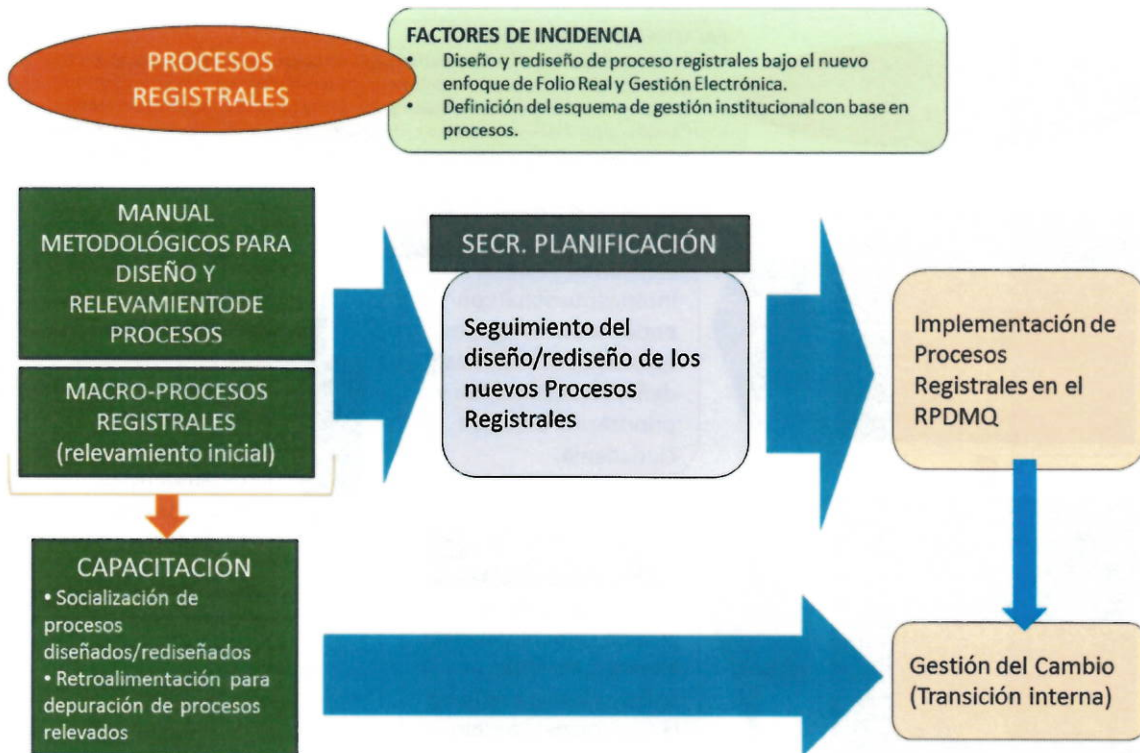 PROCESOS
REGISTRALES
FACTORES DE INCIDENCIA
• Diseño y rediseño de proceso registrales bajo el nuevo
enfoque de Folio Real y Gestión Electrónica.
• Definición del esquema de gestión institucional con base en
procesos.
MANUAL
METODOLÓGICOS PARA
DISEÑO Y
RELEVAMIENTODE
PROCESOS
MACRO-PROCESOS
REGISTRALES
(relevamiento inicial)
SECR. PLANIFICACIÓN
Seguimiento del
diseño/rediseño de los
nuevos Procesos
Registrales
Implementación de
Procesos
Registrales en el
RPDMQ
CAPACITACIÓN
• Socialización de
procesos
diseñados/rediseñados
• Retroalimentación para
depuración de procesos
relevados
Gestión del Cambio
(Transición interna)